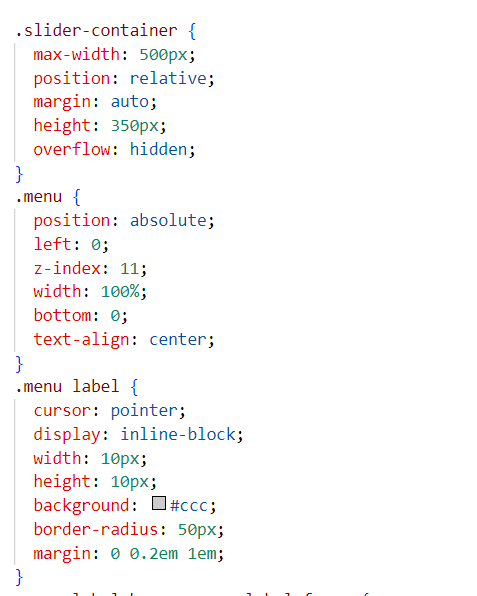 .slider-container {
max-width: 500px;
position: relative;
margin: auto;
height: 350px;
overflow: hidden;
}
.menu {
position: absolute;
left: 0;
z-index: 11;
width: 100%;
bottom: 0;
text-align: center;
}
.menu label {
cursor: pointer;
display: inline-block;
width: 10px;
height: 10px;
background: #ccc;
border-radius: 50px;
margin: 0 0.2em 1em;
}